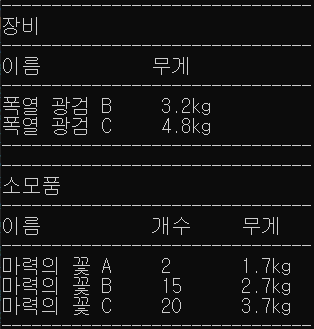 장비
이름 무게
폭열 광검 B 3.2kg
폭열 광검 C 4.8kg
소모품
이름 개수 무게
마력의 꽃 A 2 1.7kg
마력의 꽃 B 15 2.7kg
마력의 꽃 C 20 3.7kg